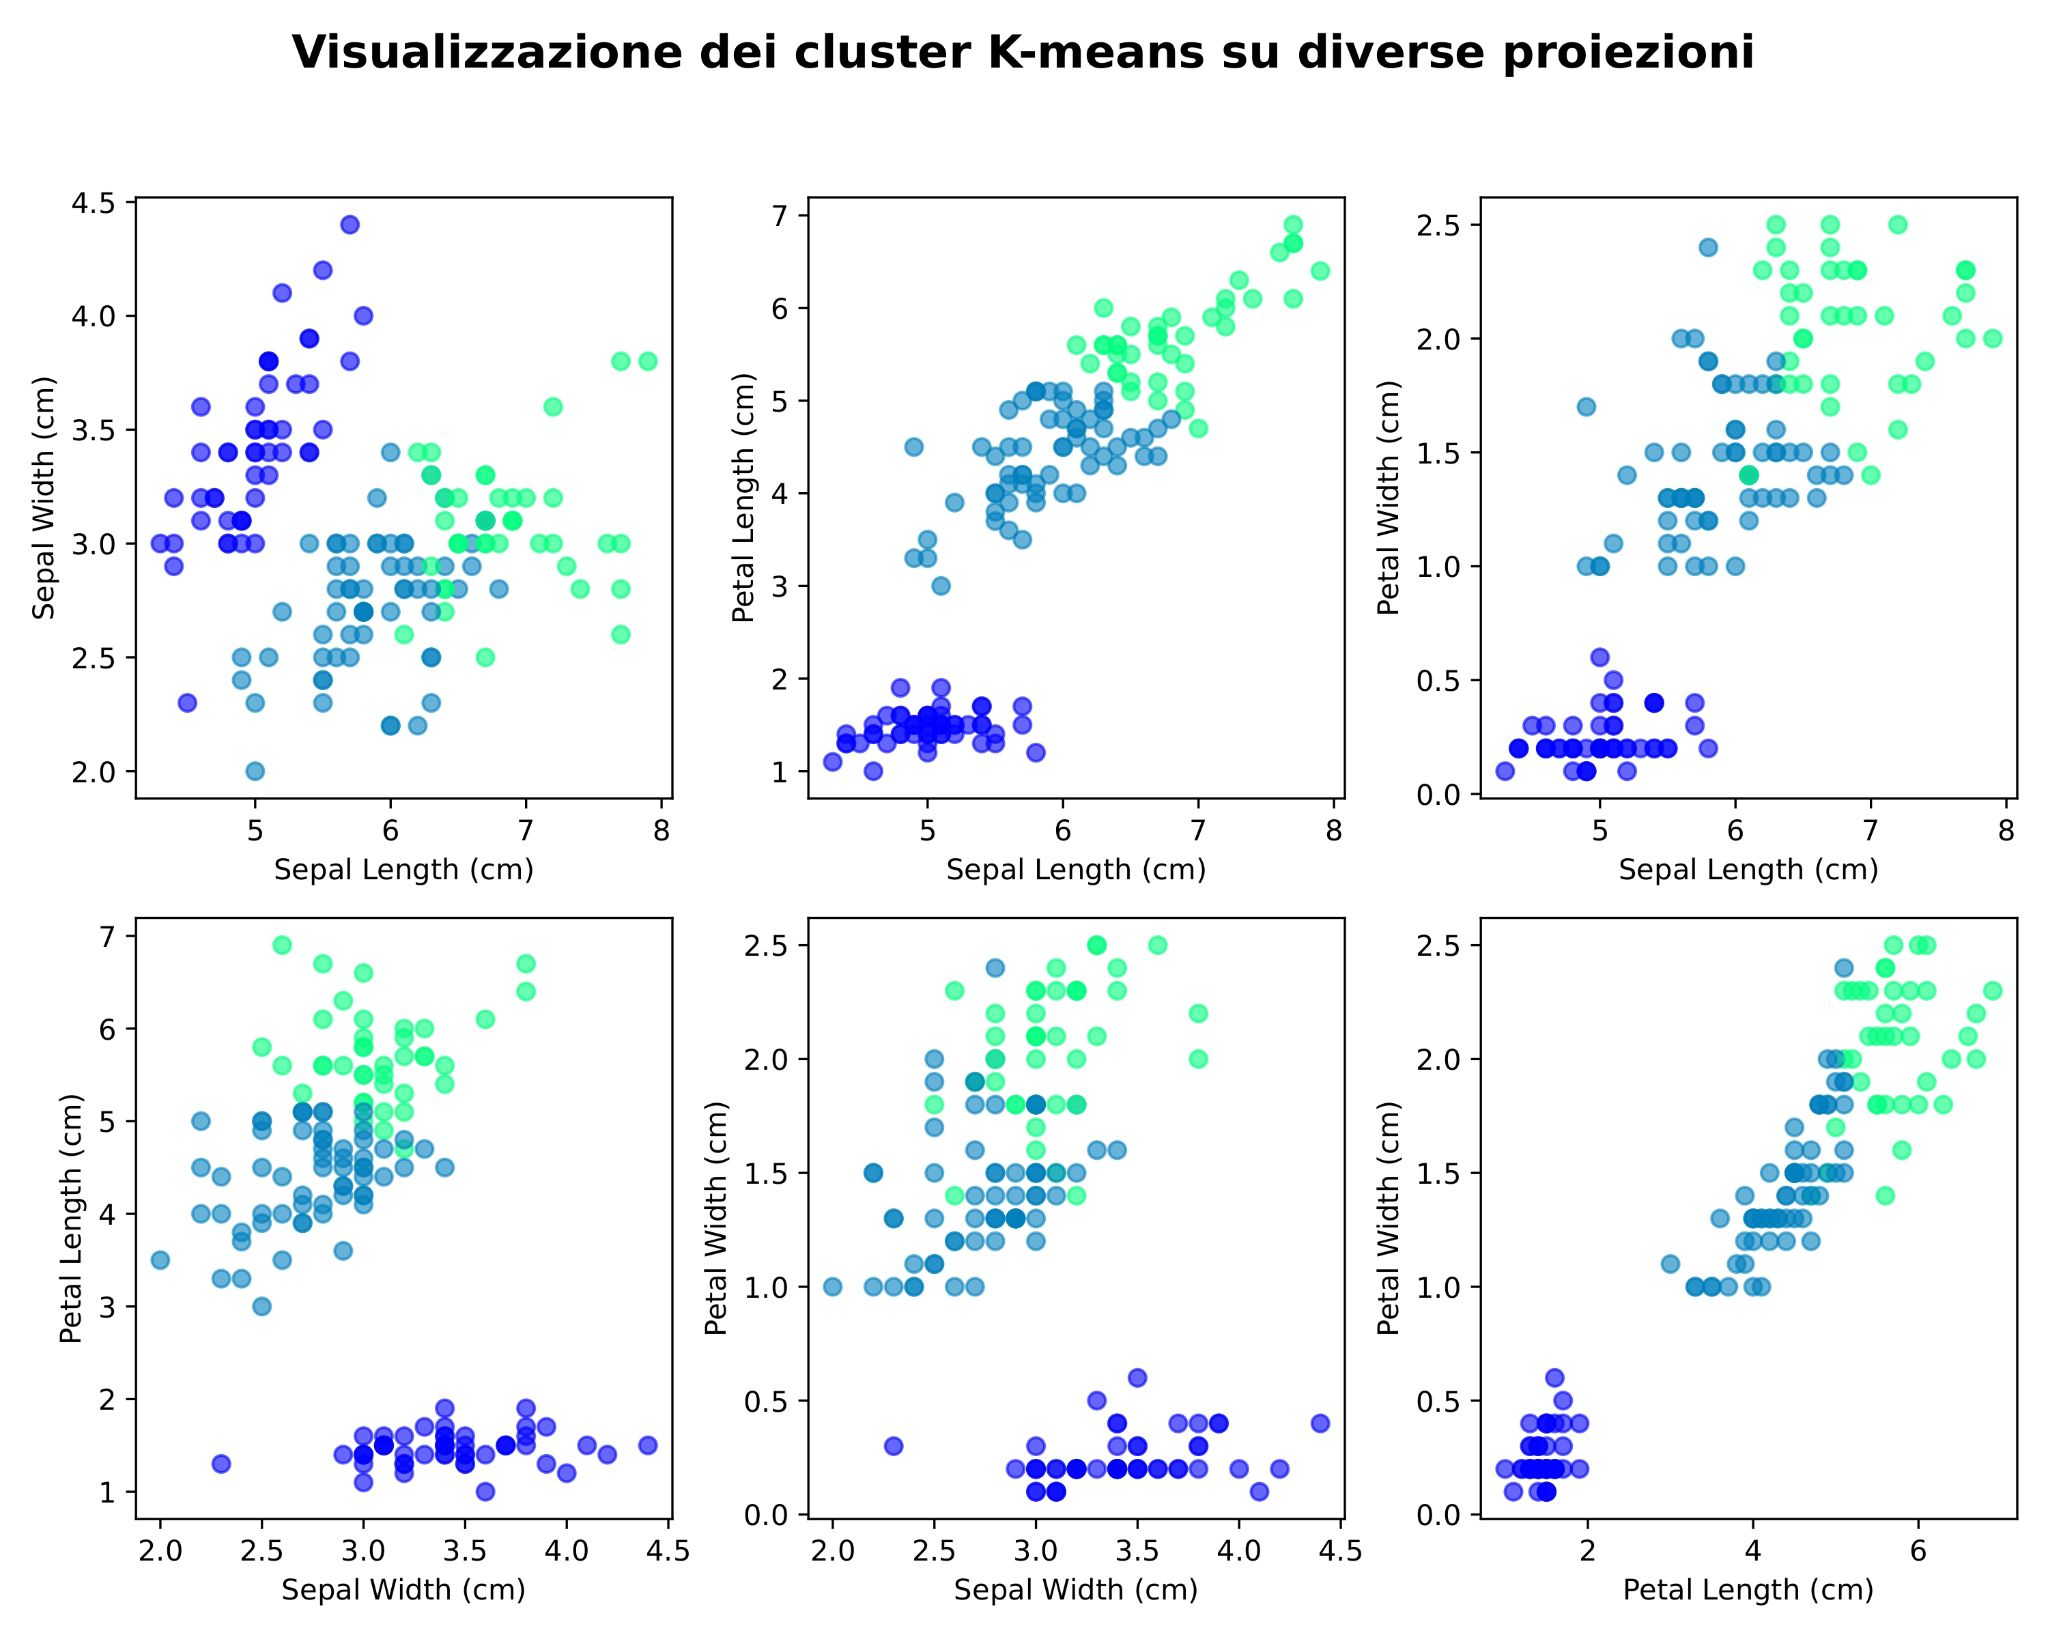 Visualizzazione dei cluster K-means su diverse proiezioni
4.5
4.0
3.5
3.0
2.5
2.0
Sepal Width (cm)
5 6 7 8
Sepal Length (cm)
7
6
5
4
3
2
1
Petal Length (cm)
5 6 7 8
Sepal Length (cm)
2.5
2.0
1.5
1.0
0.5
0.0
Petal Width (cm)
5 6 7 8
Sepal Length (cm)
7
6
5
4
3
2
1
Petal Length (cm)
2.0 2.5 3.0 3.5 4.0 4.5
Sepal Width (cm)
2.5
2.0
1.5
1.0
0.5
0.0
Petal Width (cm)
2.0 2.5 3.0 3.5 4.0 4.5
Sepal Width (cm)
2.5
2.0
1.5
1.0
0.5
0.0
Petal Width (cm)
2 4 6
Petal Length (cm)